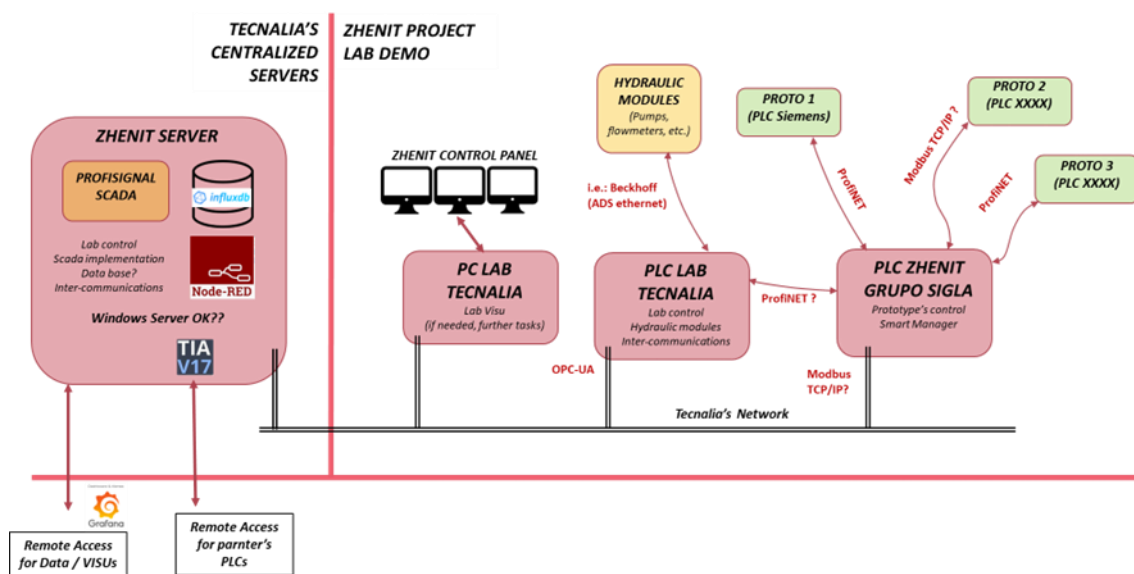 TECNALIA'S
CENTRALIZED
SERVERS
ZHENIT PROJECT
LAB DEMO
ZHENIT SERVER
PROFISIGNAL
SCADA
influxdb
Lab control
Scada implementation
Data base?
Inter-communications
Node-RED
Windows Server OK??
TIA
V17
ZHENIT CONTROL PANEL
PC LAB
TECNALIA
Lab Visu
(if needed, further tasks)
HYDRAULIC
MODULES
(Pumps,
flowmeters, etc.)
i.e.: Beckhoff
(ADS ethernet)
PLC LAB
TECNALIA
Lab control
Hydraulic modules
Inter-communications
OPC-UA
ProfiNET ?
PROTO 1
(PLC Siemens)
ProfiNET
PROTO 2
(PLC XXXX)
Modbus TCP/IP ?
PROTO 3
(PLC XXXX)
ProfiNET
PLC ZHENIT
GRUPO SIGLA
Prototype's control
Smart Manager
Modbus
TCP/IP?
Tecnalia's Network
Grafana
Remote Access
for Data / VISUs
Remote Access
for parnter's
PLCs